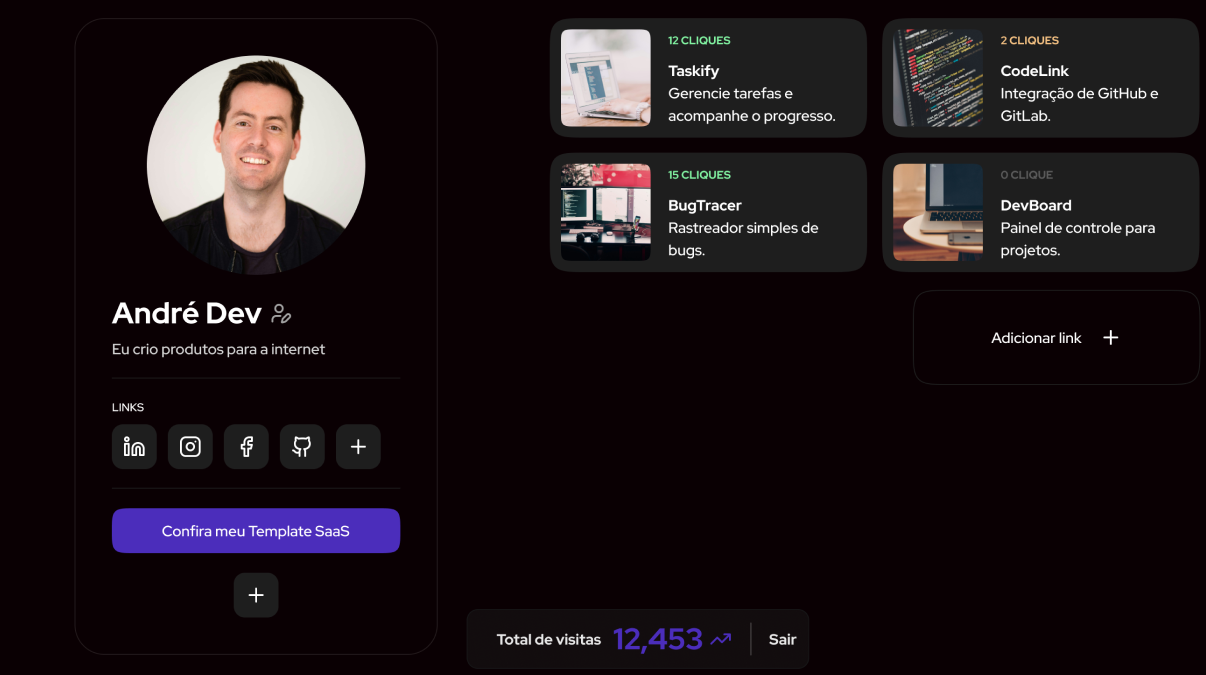 André Dev
Eu crio produtos para a internet
LINKS
Confira meu Template SaaS
12 CLIQUES
Taskify
Gerencie tarefas e
acompanhe o progresso.
2 CLIQUES
CodeLink
Integração de GitHub e
GitLab.
15 CLIQUES
BugTracer
Rastreador simples de
bugs.
0 CLIQUE
DevBoard
Painel de controle para
projetos.
Adicionar link
Total de visitas 12,453 Sair